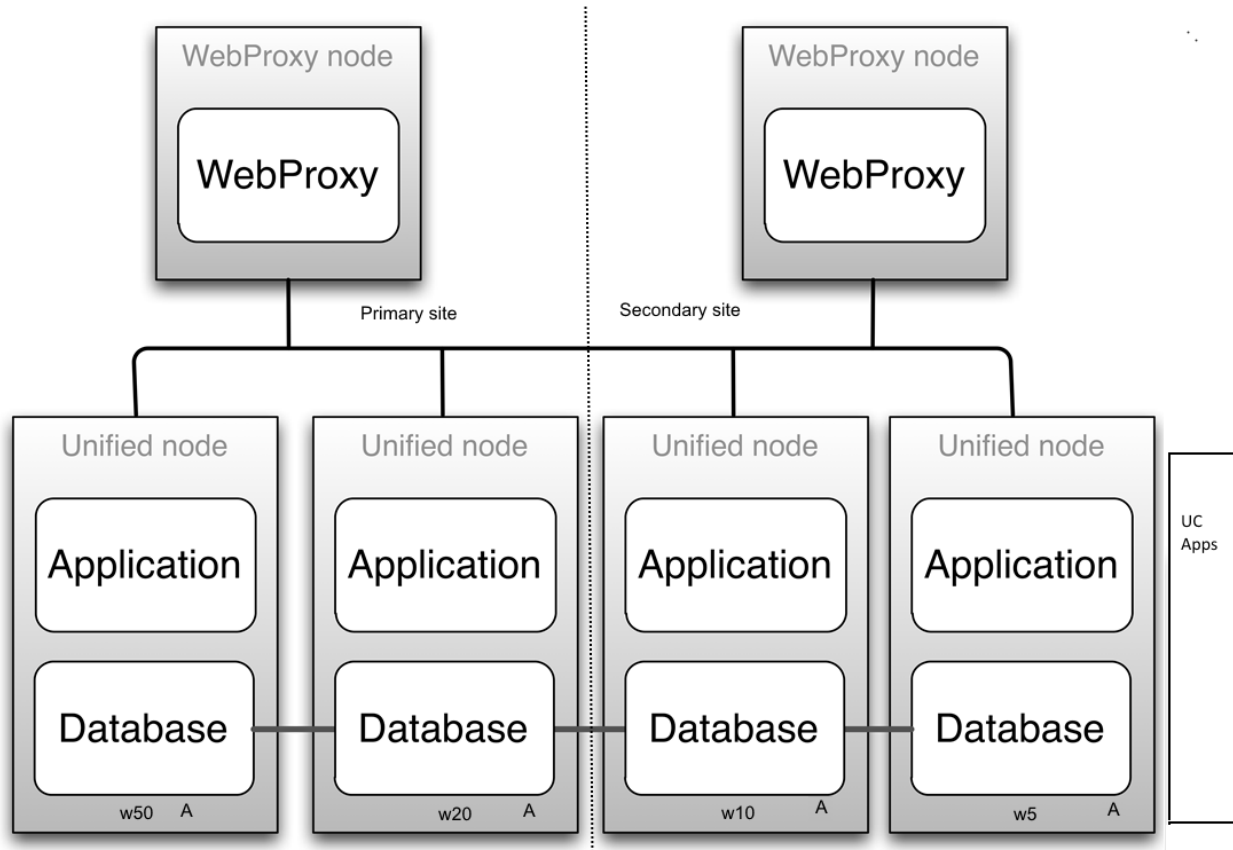 WebProxy node
WebProxy node
WebProxy
WebProxy
Primary site
Secondary site
Unified node
Unified node
Unified node
Unified node
UC
Apps
Application
Application
Application
Application
Database
Database
Database
Database
w50 A
w20 A
w10 A
w5 A